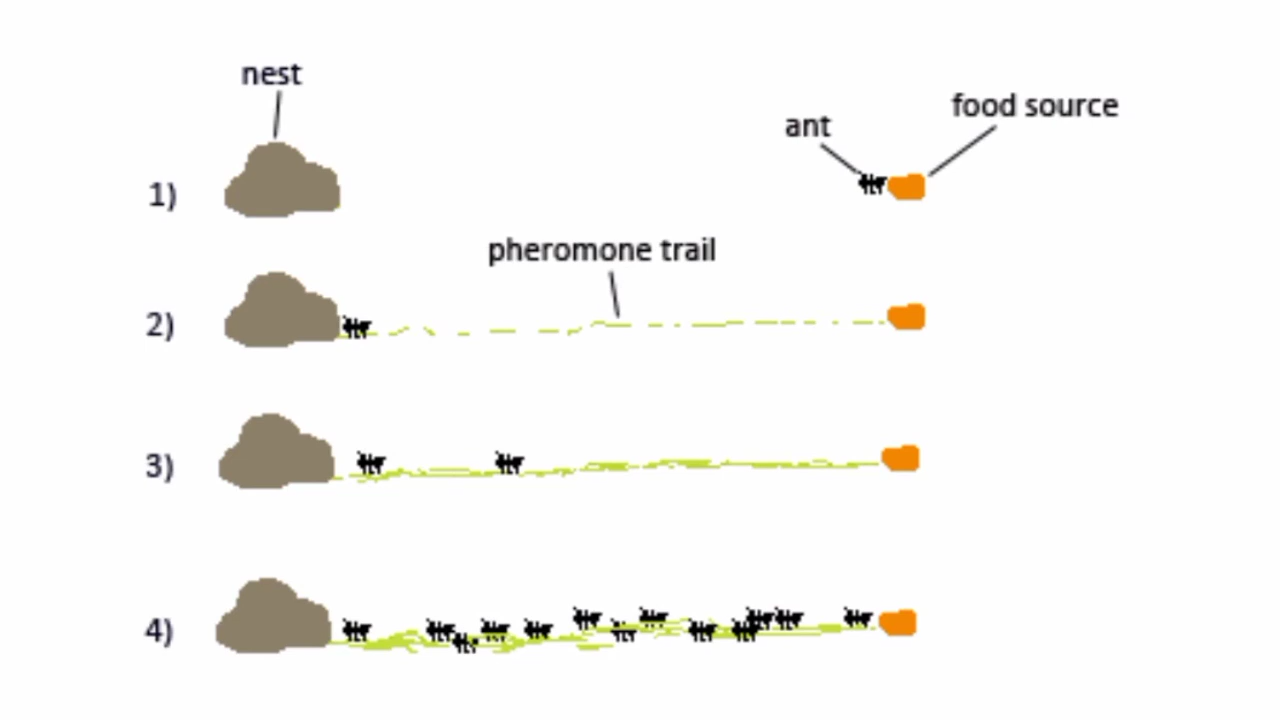 nest
food source
ant
1)
pheromone trail
2)
3)
4)